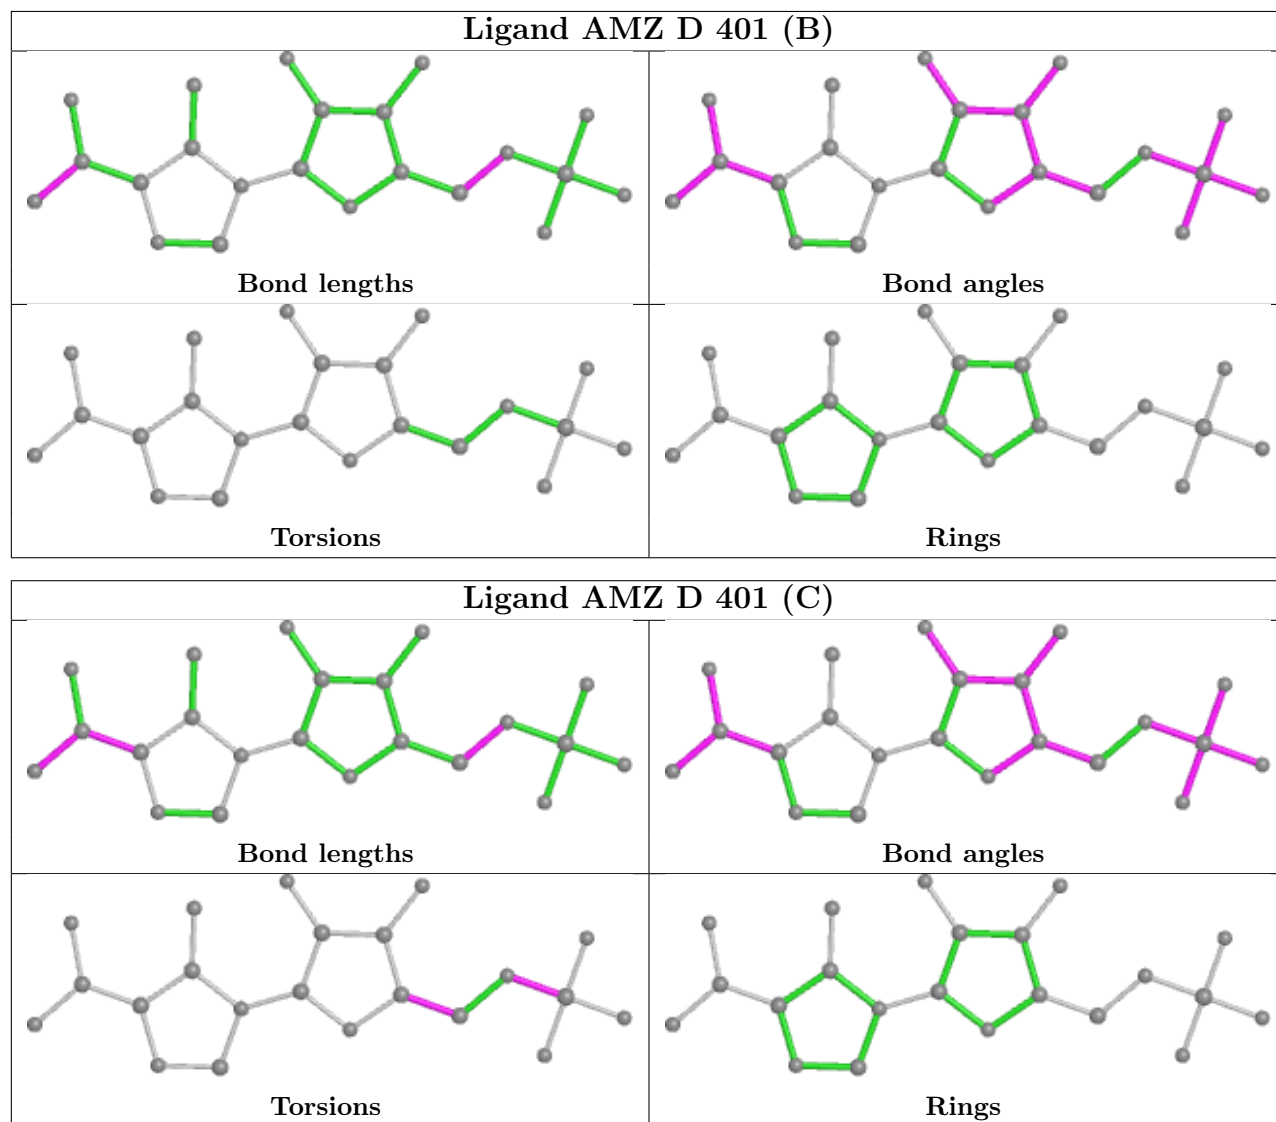 Ligand AMZ D 401 (B)
Bond lengths
Bond angles
Torsions
Rings
Ligand AMZ D 401 (C)
Bond lengths
Bond angles
Torsions
Rings